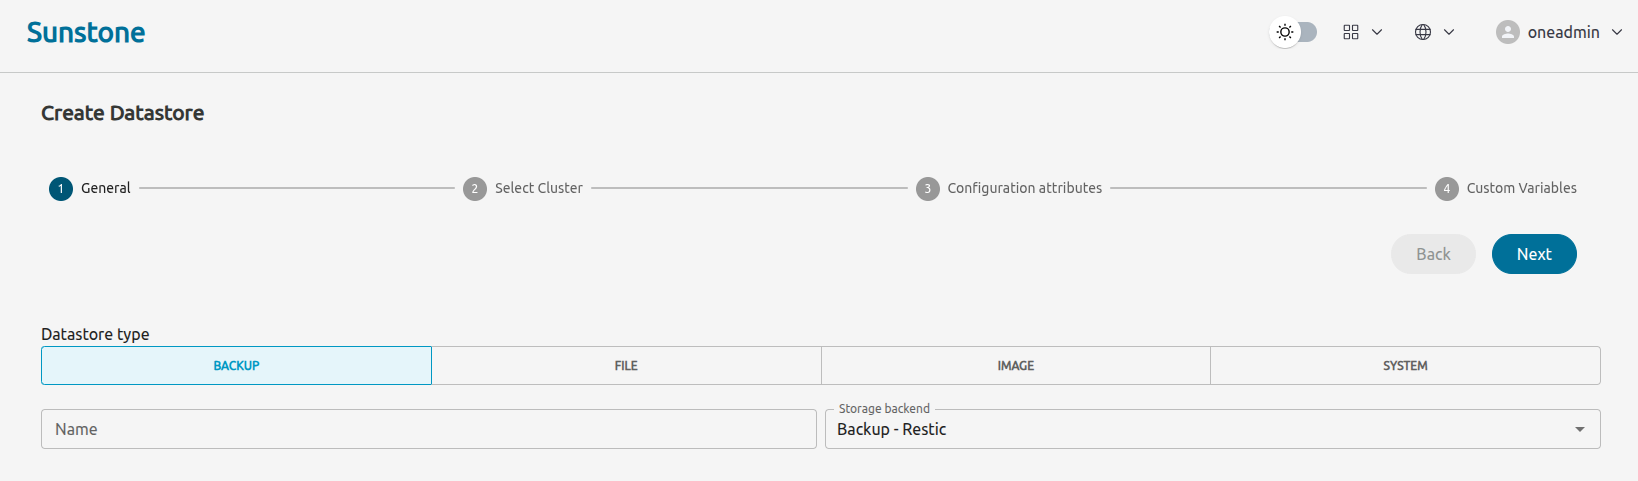 Sunstone
oneadmin
Create Datastore
1 General 2 Select Cluster 3 Configuration attributes 4 Custom Variables
Back Next
Datastore type
BACKUP FILE IMAGE SYSTEM
Storage backend
Name Backup - Restic